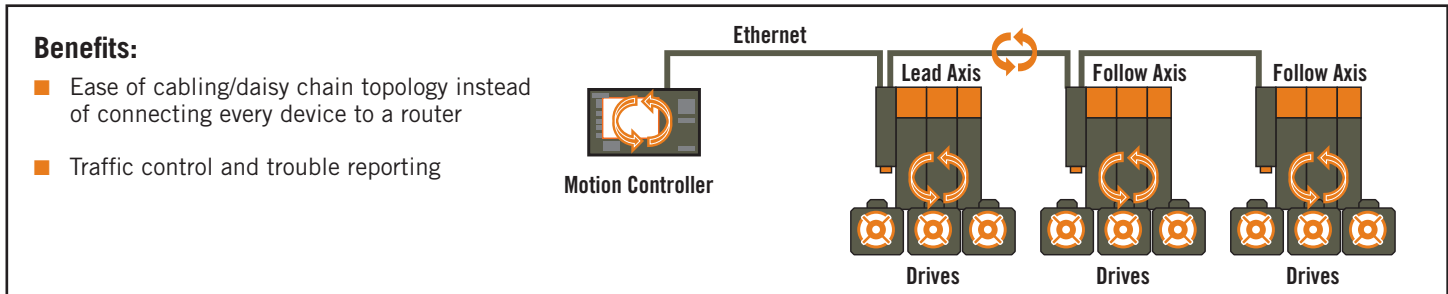 Benefits:
Ease of cabling/daisy chain topology instead
of connecting every device to a router
Traffic control and trouble reporting
Ethernet
Lead Axis
Follow Axis
Follow Axis
Motion Controller
Drives
Drives
Drives